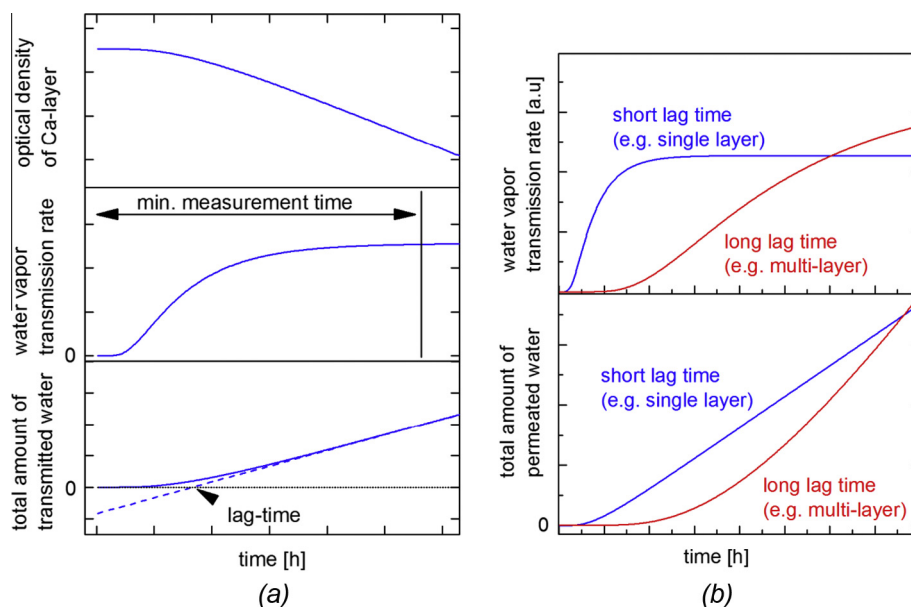 optical density
of Ca-layer
water vapor
transmission rate
0
min. measurement time
total amount of
transmitted water
0
lag-time
time [h]
(a)
water vapor
transmission rate [a.u]
short lag time
(e.g. single layer)
long lag time
(e.g. multi-layer)
total amount of
permeated water
0
short lag time
(e.g. single layer)
long lag time
(e.g. multi-layer)
time [h]
(b)